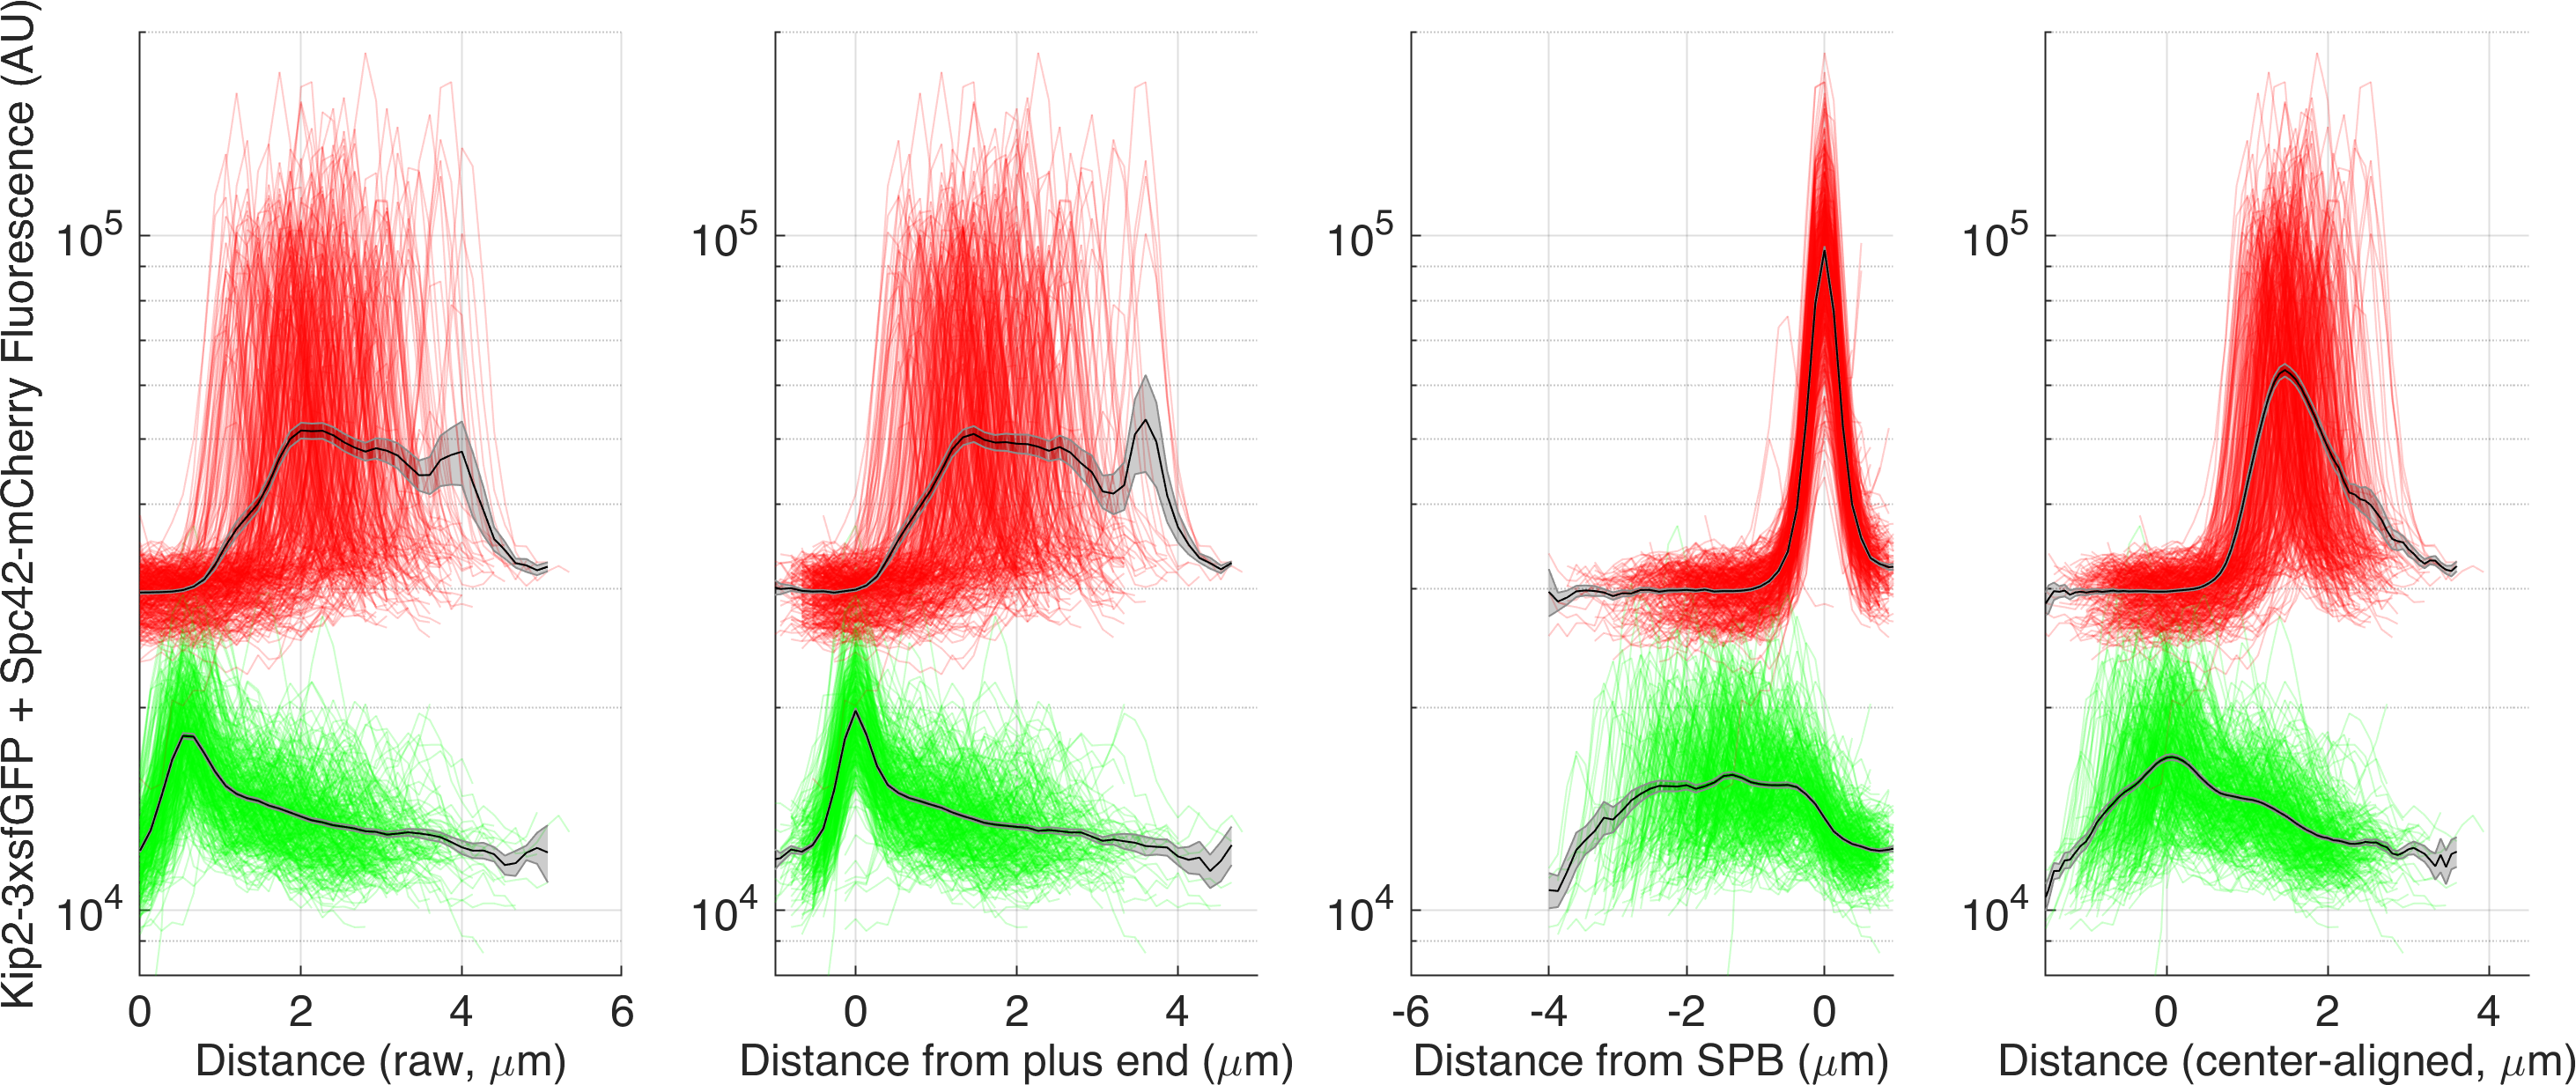 Kip2-3xsfGFP + Spc42-mCherry Fluorescence (AU)
10^5
10^4
0 2 4 6
Distance (raw, μm)
10^5
10^4
0 2 4
Distance from plus end (μm)
10^5
10^4
-6 -4 -2 0
Distance from SPB (μm)
10^5
10^4
0 2 4
Distance (center-aligned, μm)